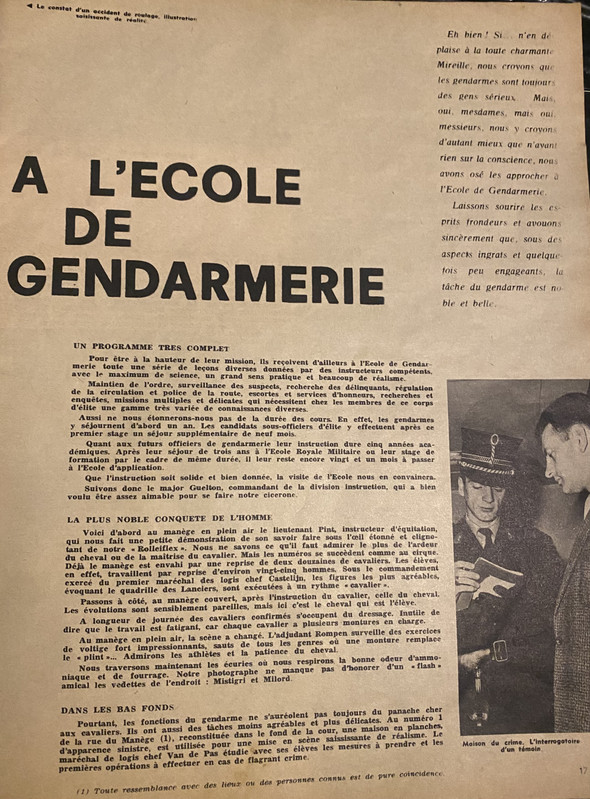 ◀ Le constat d'un accident de roulage, illustration
saisissante de réalité.
Eh bien ! Si... n'en dé-
plaise à la toute charmante
Mireille, nous croyons que
les gendarmes sont toujours
des gens sérieux. Mais,
oui, mesdames, mais oui,
messieurs, nous y croyons
d'autant mieux que n'ayant
rien sur la conscience, nous
avons osé les approcher à
l'Ecole de Gendarmerie.
Laissons sourire les es-
prits frondeurs et avouons
sincèrement que, sous des
aspects ingrats et quelque-
fois peu engageants, la
tâche du gendarme est no-
ble et belle.
A L'ECOLE
DE
GENDARMERIE
UN PROGRAMME TRES COMPLET
Pour être à la hauteur de leur mission, ils reçoivent d'ailleurs à l'Ecole de Gendar-
merie toute une série de leçons diverses données par des instructeurs compétents,
avec le maximum de science, un grand sens pratique et beaucoup de réalisme.
Maintien de l'ordre, surveillance des suspects, recherche des délinquants, régulation
de la circulation et police de la route, escortes et services d'honneurs, recherches et
enquêtes, missions multiples et délicates qui nécessitent chez les membres de ce corps
d'élite une gamme très variée de connaissances diverses.
Aussi ne nous étonnerons-nous pas de la durée des cours. En effet, les gendarmes
y séjournent d'abord un an. Les candidats sous-officiers d'élite y effectuent après ce
premier stage un séjour supplémentaire de neuf mois.
Quant aux futurs officiers de gendarmerie leur instruction dure cinq années aca-
démiques. Après leur séjour de trois ans à l'Ecole Royale Militaire ou leur stage de
formation par le cadre de même durée, il leur reste encore vingt et un mois à passer
à l'Ecole d'application.
Que l'instruction soit solide et bien donnée, la visite de l'Ecole nous en convaincra.
Suivons donc le major Guelton, commandant de la division instruction, qui a bien
voulu être assez aimable pour se faire notre cicerone.
LA PLUS NOBLE CONQUETE DE L'HOMME
Voici d'abord au manège en plein air le lieutenant Pint, instructeur d'équitation,
qui nous fait une petite démonstration de son savoir faire sous l'œil étonné et cligno-
tant de notre « Rolleiflex ». Nous ne savons ce qu'il faut admirer le plus de l'ardeur
du cheval ou de la maîtrise du cavalier. Mais les numéros se succèdent comme au cirque.
Déjà le manège est envahi par une reprise de deux douzaines de cavaliers. Les élèves,
en effet, travaillent par reprise d'environ vingt-cinq hommes. Sous le commandement
exercé du premier maréchal des logis chef Castelijn, les figures les plus agréables,
évoquant le quadrille des Lanciers, sont exécutées à un rythme « cavalier ».
Passons à côté, au manège couvert, après l'instruction du cavalier, celle du cheval.
Les évolutions sont sensiblement pareilles, mais ici c'est le cheval qui est l'élève.
A longueur de journée des cavaliers confirmés s'occupent du dressage. Inutile de
dire que le travail est fatigant, car chaque cavalier a plusieurs montures en charge.
Au manège en plein air, la scène a changé. L'adjudant Rompen surveille des exercices
de voltige fort impressionnants, sauts de tous les genres où une monture remplace
le « plint »... Admirons les athlètes et la patience du cheval.
Nous traversons maintenant les écuries où nous respirons la bonne odeur d'ammo-
niaque et de fourrage. Notre photographe ne manque pas d'honorer d'un « flash »
amical les vedettes de l'endroit : Mistigri et Milord.
DANS LES BAS FONDS
Pourtant, les fonctions du gendarme ne s'auréolent pas toujours du panache cher
aux cavaliers. Ils ont aussi des tâches moins agréables et plus délicates. Au numéro 1
de la rue du Manège (1), reconstituée dans le fond de la cour, une maison en planches,
d'apparence sinistre, est utilisée pour une mise en scène saisissante de réalisme. Le
maréchal de logis chef Van de Pas étudie avec ses élèves les mesures à prendre et les
premières opérations à effectuer en cas de flagrant crime.
(1) Toute ressemblance avec des lieux ou des personnes connus est de pure coincidence.
Maison du crime. L'interrogatoire
d'un témoin.
17